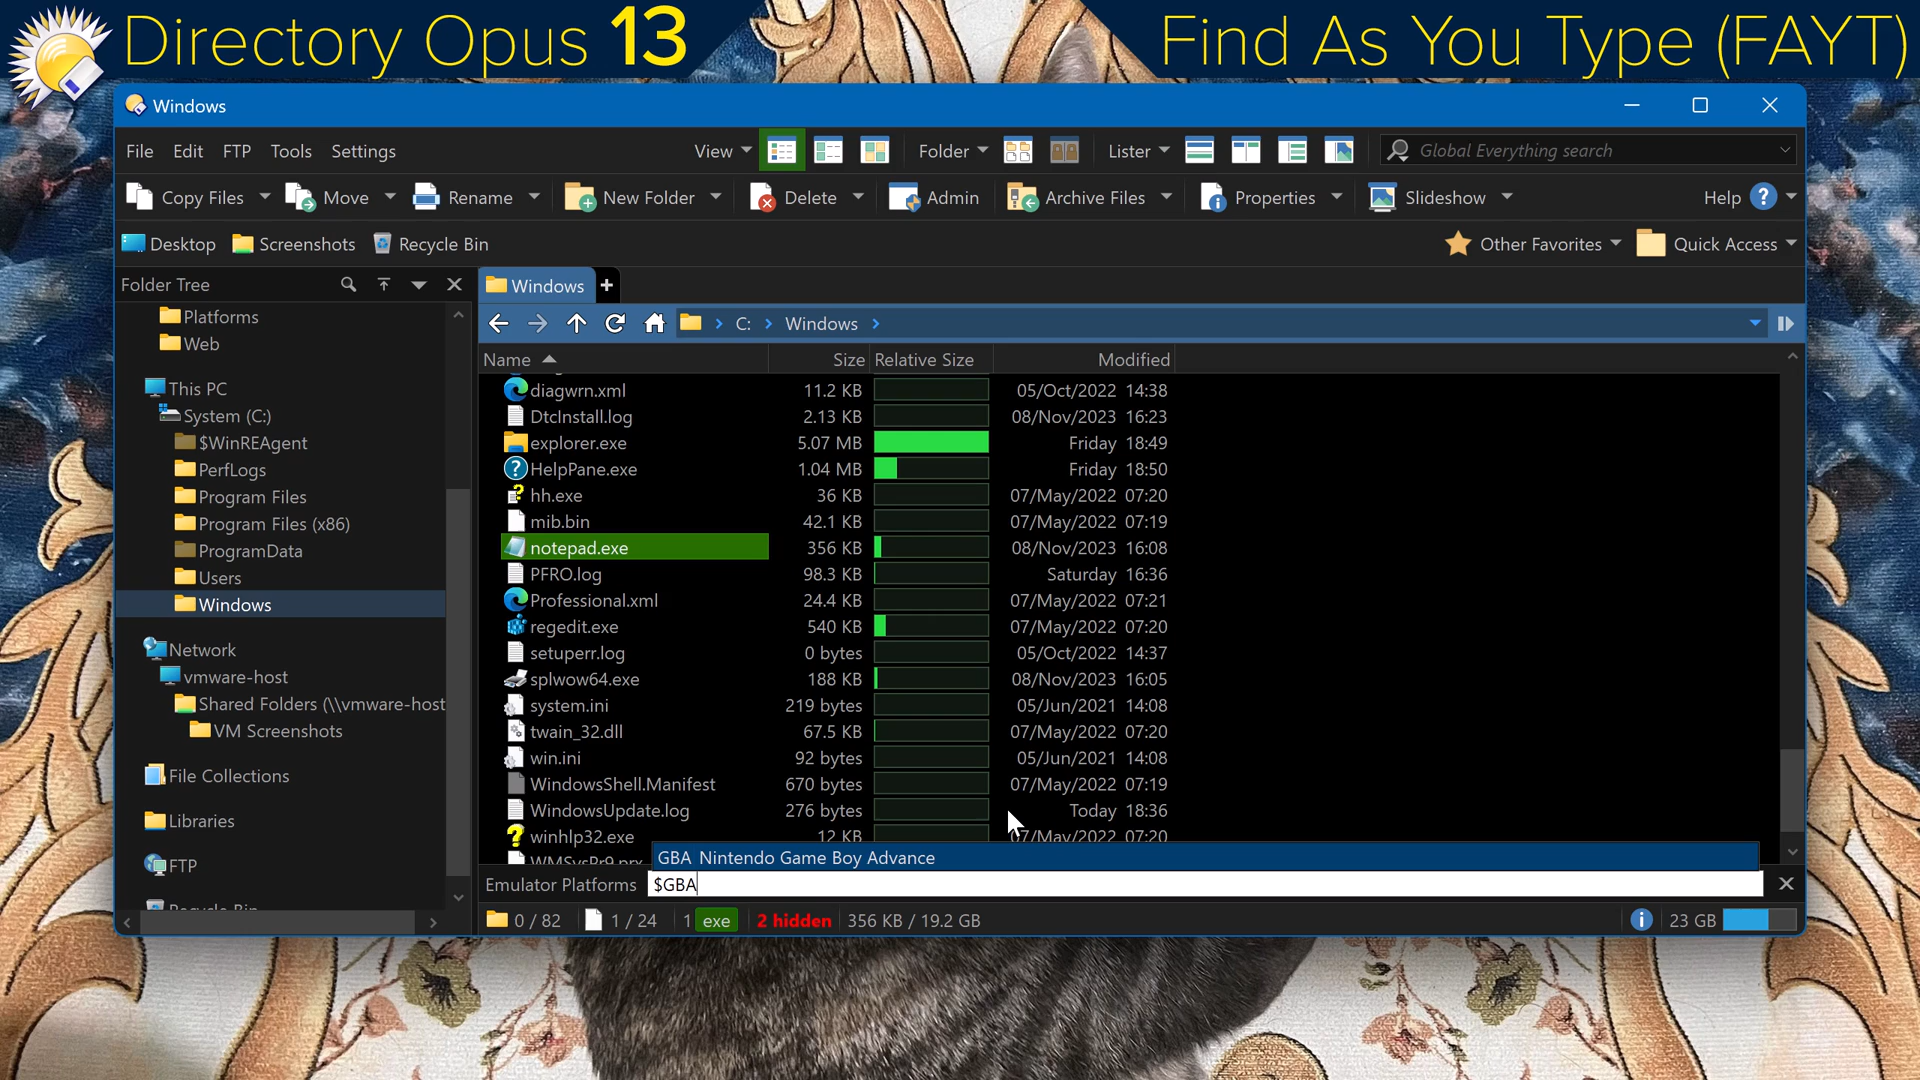 Directory Opus 13
Find As You Type (FAYT)
Windows
File Edit FTP Tools Settings
View Folder Lister Global Everything search
Copy Files Move Rename New Folder Delete Admin Archive Files Properties Slideshow Help
Desktop Screenshots Recycle Bin
Other Favorites Quick Access
Folder Tree
Platforms
Web
This PC
System (C:)
$WinREAgent
PerfLogs
Program Files
Program Files (x86)
ProgramData
Users
Windows
Network
vmware-host
Shared Folders (\\vmware-host
VM Screenshots
File Collections
Libraries
FTP
Windows +
C: > Windows >
Name Size Relative Size Modified
diagwrn.xml 11.2 KB 05/Oct/2022 14:38
DtcInstall.log 2.13 KB 08/Nov/2023 16:23
explorer.exe 5.07 MB Friday 18:49
HelpPane.exe 1.04 MB Friday 18:50
hh.exe 36 KB 07/May/2022 07:20
mib.bin 42.1 KB 07/May/2022 07:19
notepad.exe 356 KB 08/Nov/2023 16:08
PFRO.log 98.3 KB Saturday 16:36
Professional.xml 24.4 KB 07/May/2022 07:21
regedit.exe 540 KB 07/May/2022 07:20
setuperr.log 0 bytes 05/Oct/2022 14:37
splwow64.exe 188 KB 08/Nov/2023 16:05
system.ini 219 bytes 05/Jun/2021 14:08
twain_32.dll 67.5 KB 07/May/2022 07:20
win.ini 92 bytes 05/Jun/2021 14:08
WindowsShell.Manifest 670 bytes 07/May/2022 07:19
WindowsUpdate.log 276 bytes Today 18:36
winhlp32.exe 12 KB 07/May/2022 07:20
GBA Nintendo Game Boy Advance
Emulator Platforms $GBA
0 / 82 1 / 24 1 exe 2 hidden 356 KB / 19.2 GB 23 GB